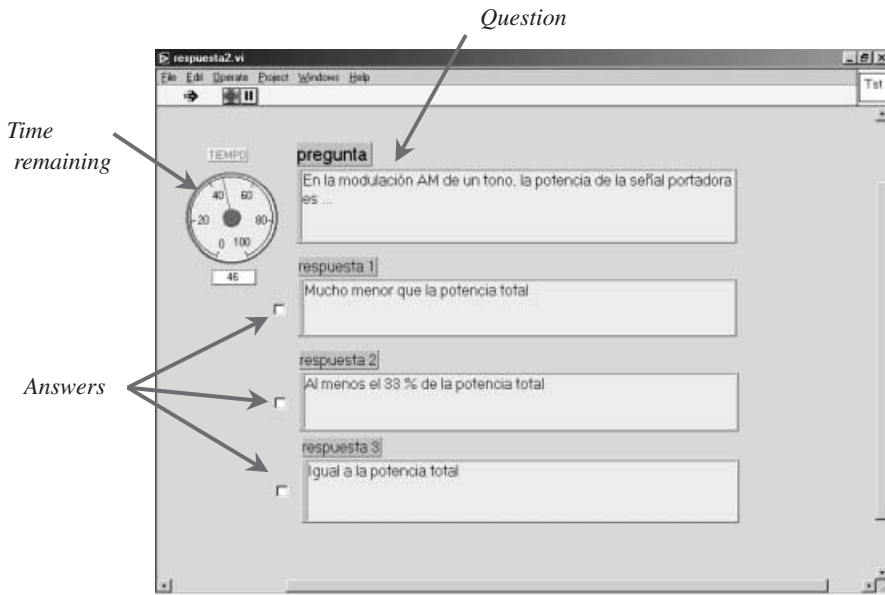 Question
respuesta2.vi
File Edit Operate Project Windows Help
Tst
Time
remaining
TIEMPO
40 60
20 80
0 100
46
pregunta
En la modulación AM de un tono, la potencia de la señal portadora
es ...
respuesta 1
Mucho menor que la potencia total
Answers
respuesta 2
Al menos el 33 % de la potencia total
respuesta 3
Igual a la potencia total